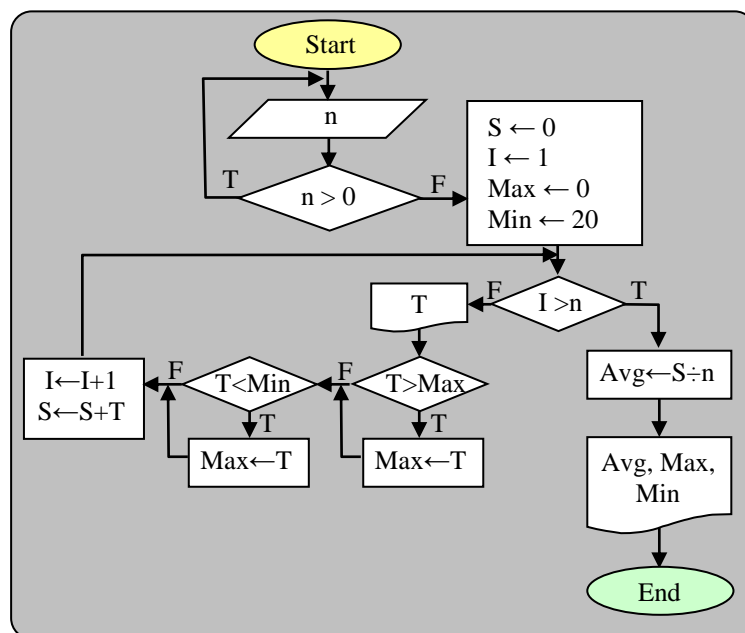 Start
n
n > 0
T
F
S ← 0
I ← 1
Max ← 0
Min ← 20
I >n
F
T
T
T>Max
F
T
Max←T
T<Min
F
T
Max←T
I←I+1
S←S+T
Avg←S÷n
Avg, Max,
Min
End